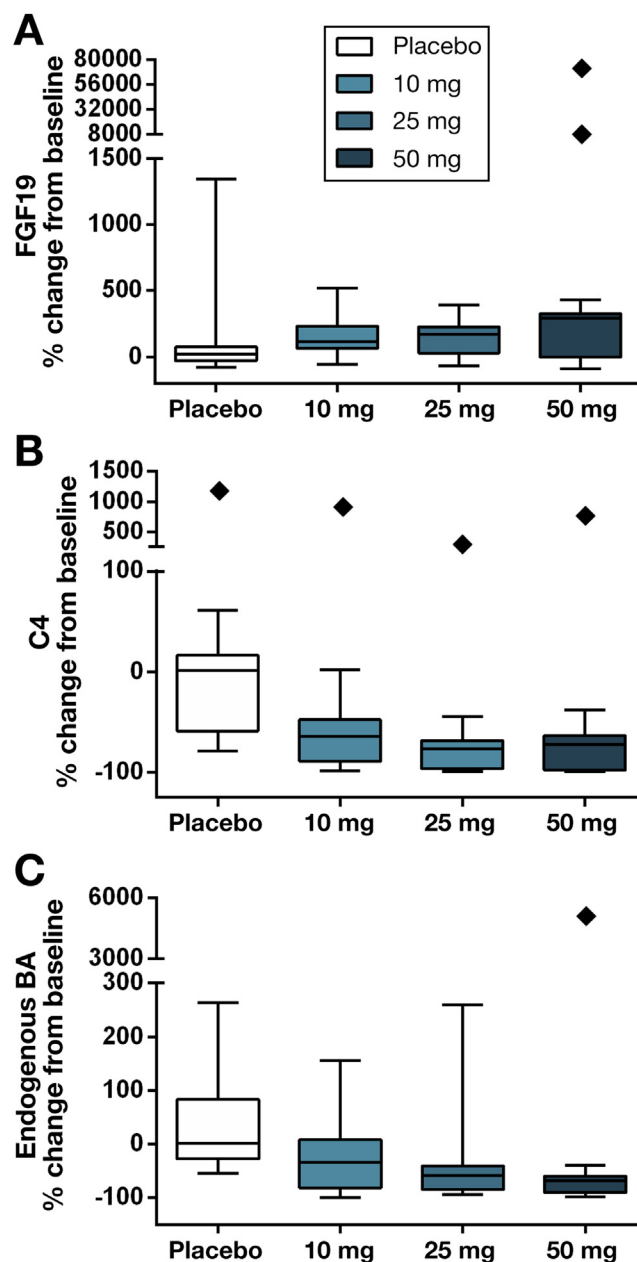 A
FGF19
% change from baseline
80000
56000
32000
8000
1500
1000
500
0
Placebo
10 mg
25 mg
50 mg
Placebo 10 mg 25 mg 50 mg
B
C4
% change from baseline
1500
1000
500
100
0
-100
Placebo 10 mg 25 mg 50 mg
C
Endogenous BA
% change from baseline
6000
3000
300
200
100
0
-100
Placebo 10 mg 25 mg 50 mg